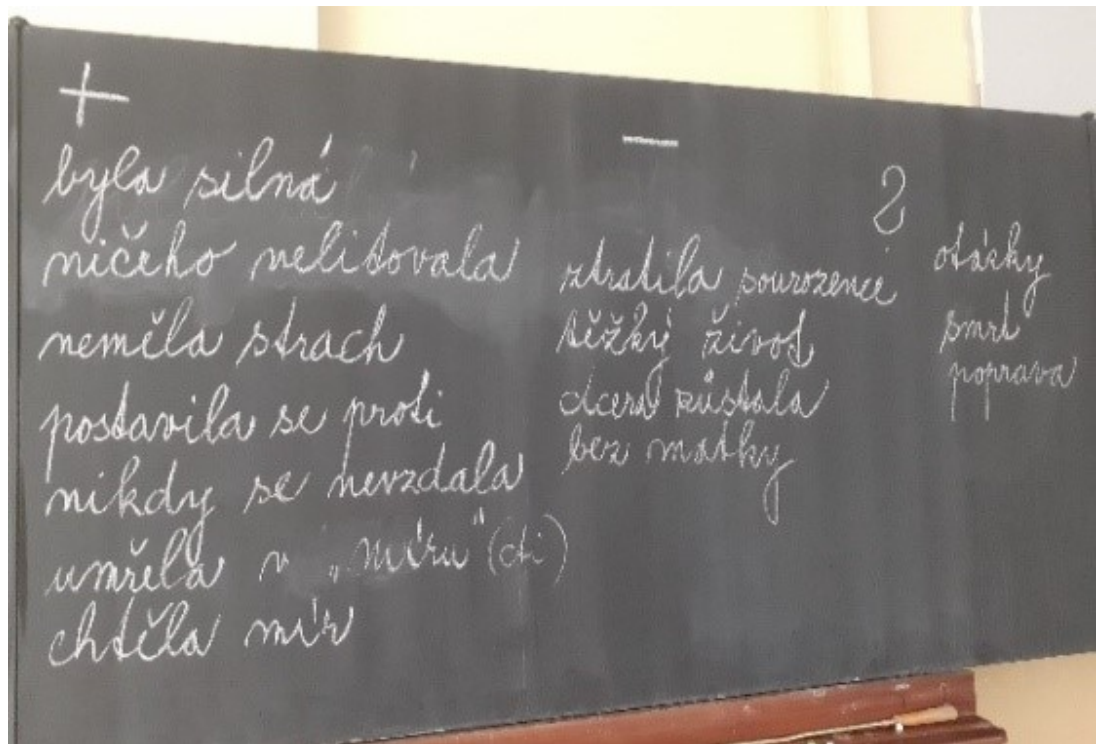 +
byla silná
ničeho nelitovala
neměla strach
postavila se proti
nikdy se nevzdala
umřela v „míru" (cti)
chtěla mír
—
ztratila sourozence
těžký život
dcera zůstala
bez matky
?
otázky
smrt
poprava